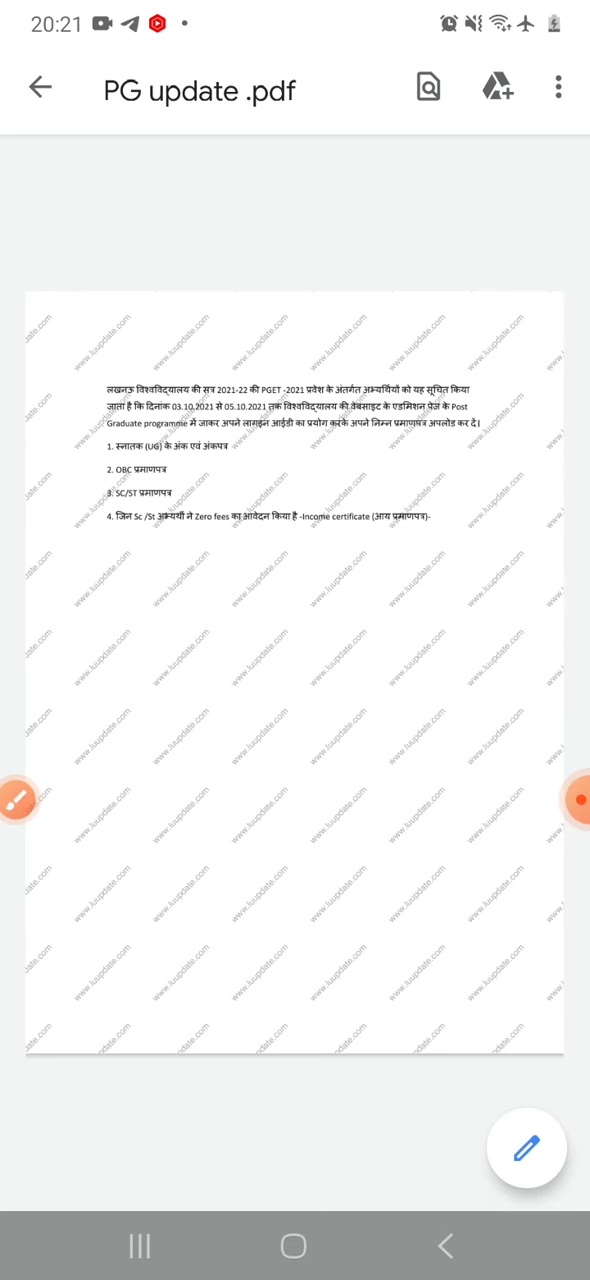 20:21
PG update .pdf
लखनऊ विश्वविद्यालय की सत्र 2021-22 की PGET -2021 प्रवेश के अंतर्गत अभ्यर्थियों को यह सूचित किया
जाता है कि दिनांक 03.10.2021 से 05.10.2021 तक विश्वविद्यालय की वेबसाइट के एडमिशन पेज के Post
Graduate programme मे जाकर अपने लागइन आईडी का प्रयोग करके अपने निम्न प्रमाणपत्र अपलोड कर दें|
1. स्नातक (UG) के अंक एवं अंकपत्र
2. OBC प्रमाणपत्र
3. SC/ST प्रमाणपत्र
4. जिन Sc /St अभ्यर्थी ने Zero fees का आवेदन किया है -Income certificate (आय प्रमाणपत्र)-
www.luupdate.com